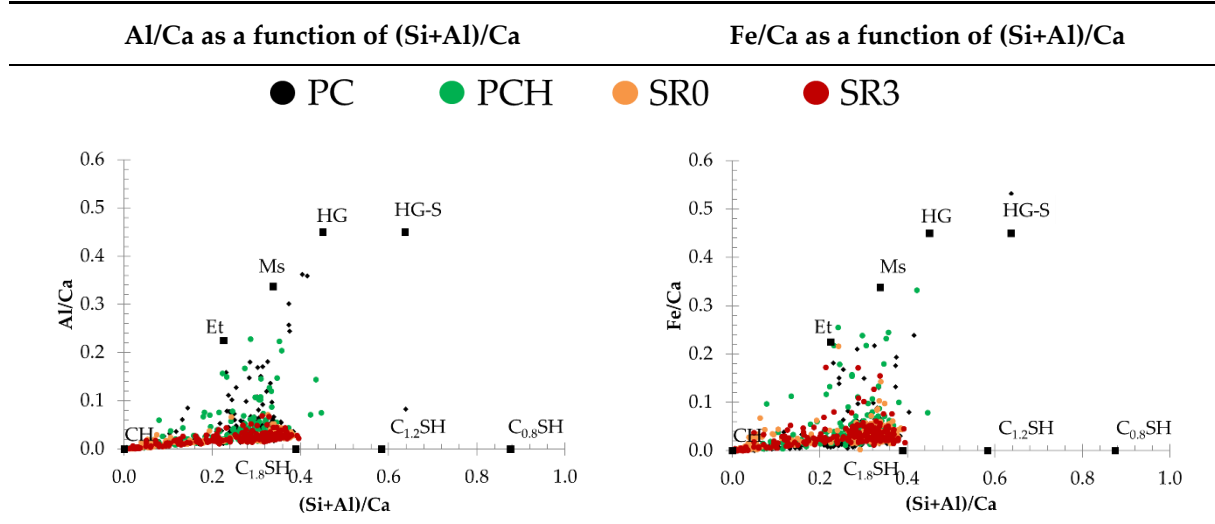 Al/Ca as a function of (Si+Al)/Ca Fe/Ca as a function of (Si+Al)/Ca
PC PCH SR0 SR3
0.6
0.5
0.4
0.3
0.2
0.1
0.0
Al/Ca
HG
HG-S
Ms
Et
CH
C1.8SH
C1.2SH
C0.8SH
0.0 0.2 0.4 0.6 0.8 1.0
(Si+Al)/Ca
0.6
0.5
0.4
0.3
0.2
0.1
0.0
Fe/Ca
HG
HG-S
Ms
Et
CH
C1.8SH
C1.2SH
C0.8SH
0.0 0.2 0.4 0.6 0.8 1.0
(Si+Al)/Ca